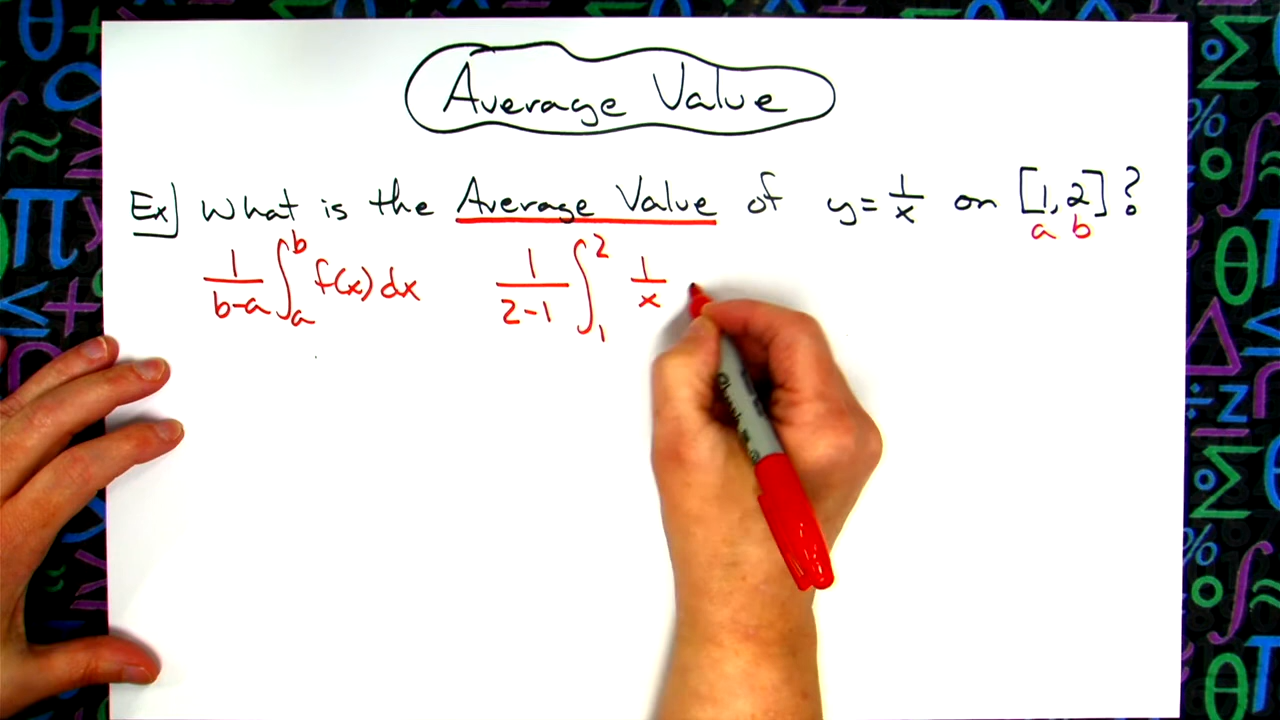 Average Value
Ex] What is the Average Value of y = 1/x on [1, 2] ?
a b
1/(b-a) ∫_a^b f(x) dx 1/(2-1) ∫_1^2 1/x